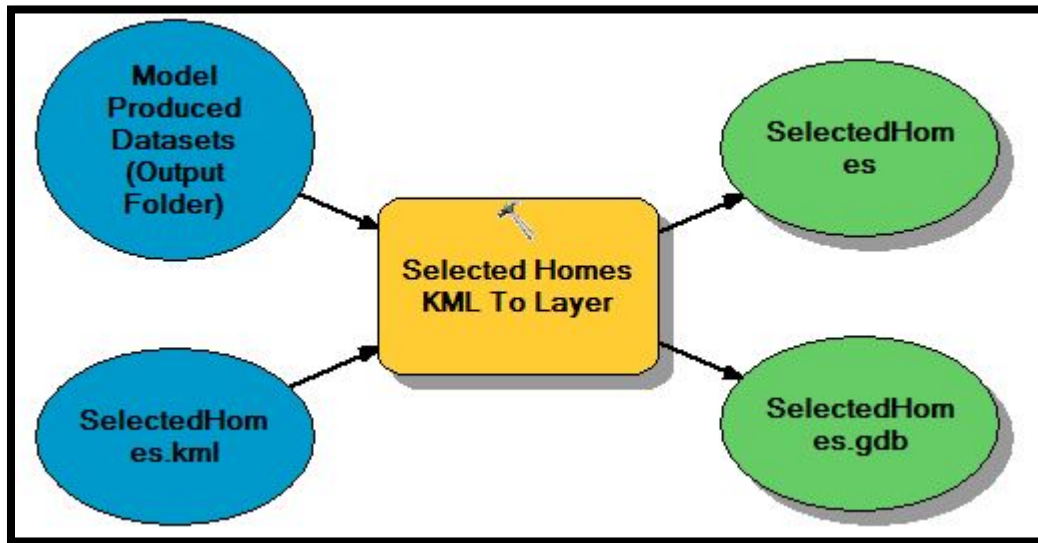 Model
Produced
Datasets
(Output
Folder)
SelectedHom
es.kml
Selected Homes
KML To Layer
SelectedHom
es
SelectedHom
es.gdb